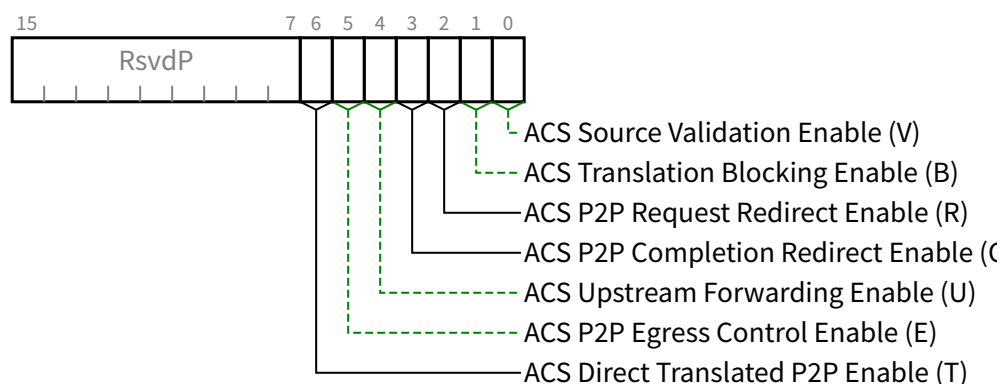 15 7 6 5 4 3 2 1 0
RsvdP
ACS Source Validation Enable (V)
ACS Translation Blocking Enable (B)
ACS P2P Request Redirect Enable (R)
ACS P2P Completion Redirect Enable (C
ACS Upstream Forwarding Enable (U)
ACS P2P Egress Control Enable (E)
ACS Direct Translated P2P Enable (T)